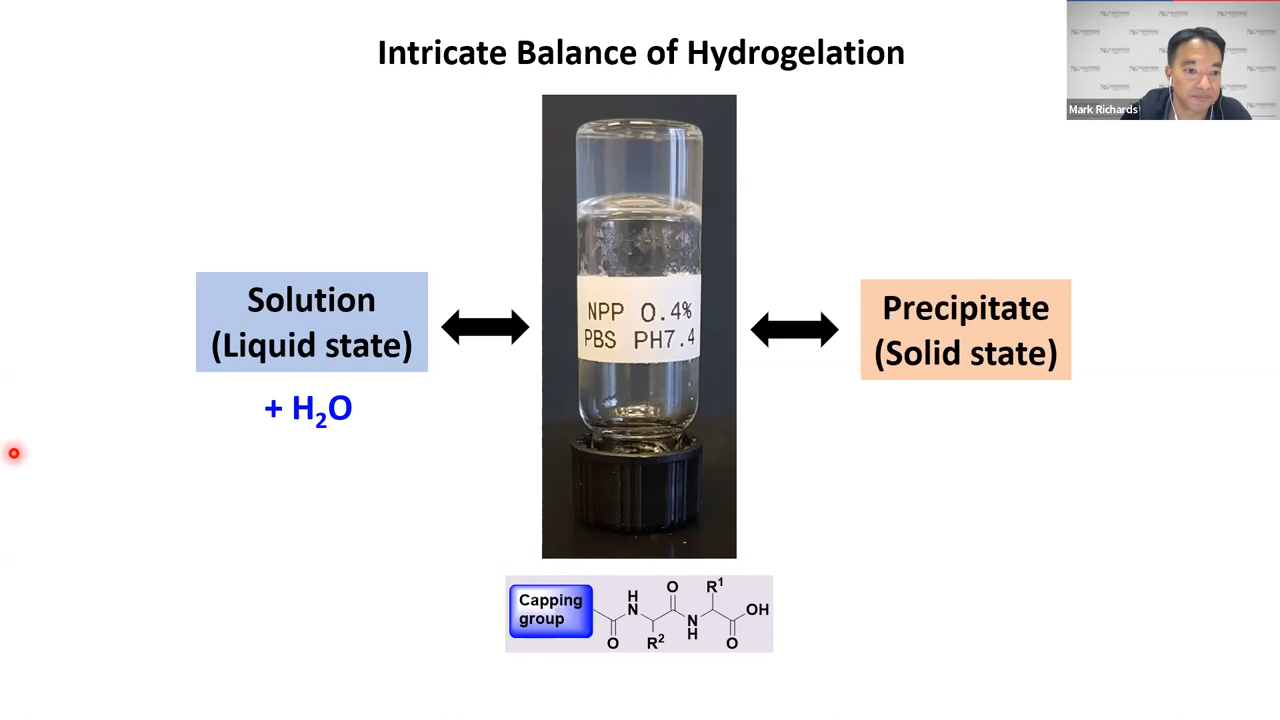 Intricate Balance of Hydrogelation
Mark Richards
Solution
(Liquid state)
+ H₂O
NPP 0.4%
PBS PH7.4
Precipitate
(Solid state)
Capping
group
O
H
N
R²
O
N
H
R¹
O
OH